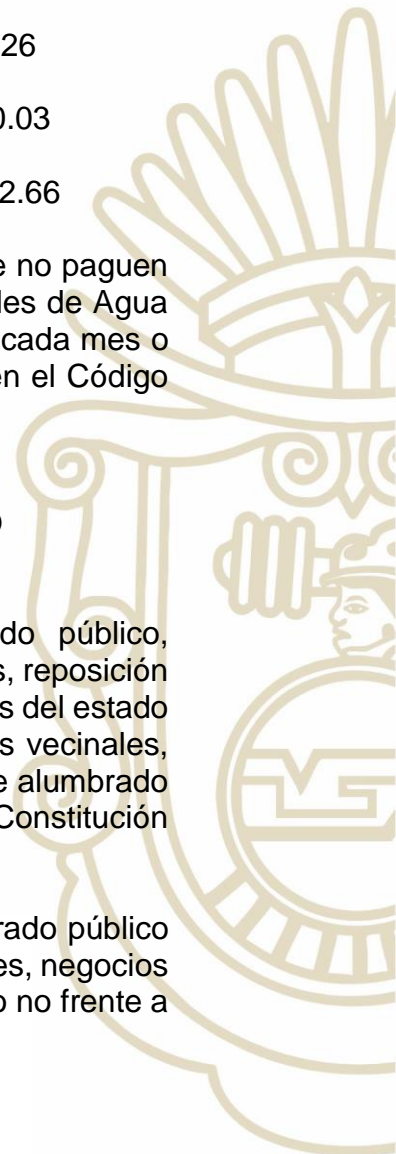 26
0.03
2.66
e no paguen
les de Agua
cada mes o
en el Código
do público,
s, reposición
s del estado
s vecinales,
e alumbrado
Constitución
rado público
es, negocios
o no frente a